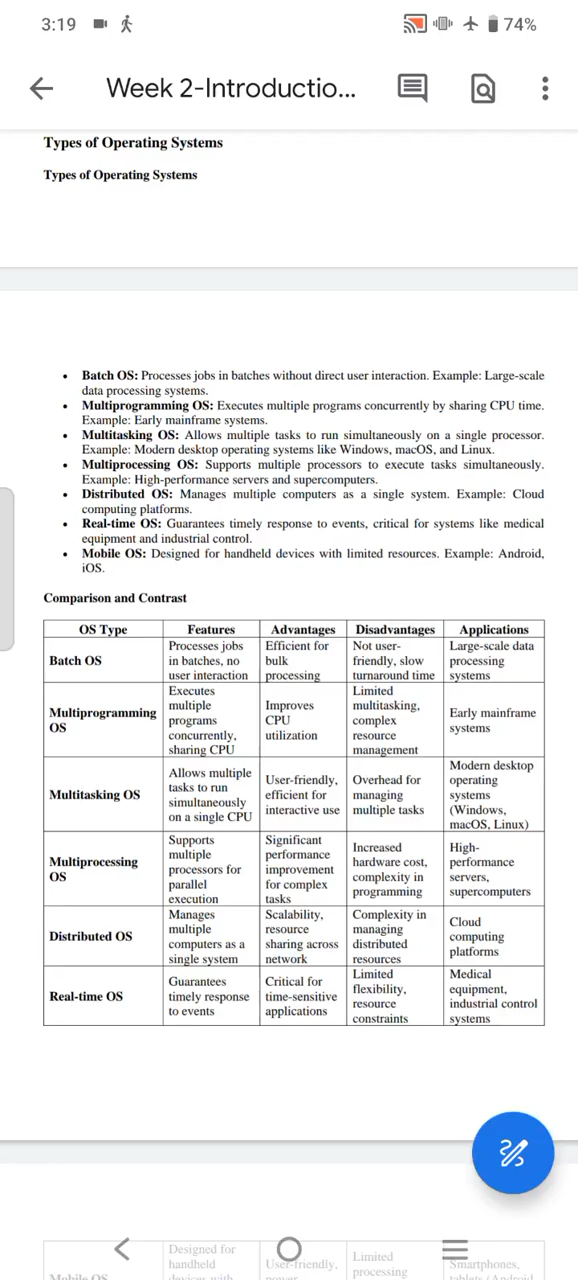 3:19
74%
Week 2-Introductio...
Types of Operating Systems
Types of Operating Systems
• Batch OS: Processes jobs in batches without direct user interaction. Example: Large-scale
data processing systems.
• Multiprogramming OS: Executes multiple programs concurrently by sharing CPU time.
Example: Early mainframe systems.
• Multitasking OS: Allows multiple tasks to run simultaneously on a single processor.
Example: Modern desktop operating systems like Windows, macOS, and Linux.
• Multiprocessing OS: Supports multiple processors to execute tasks simultaneously.
Example: High-performance servers and supercomputers.
• Distributed OS: Manages multiple computers as a single system. Example: Cloud
computing platforms.
• Real-time OS: Guarantees timely response to events, critical for systems like medical
equipment and industrial control.
• Mobile OS: Designed for handheld devices with limited resources. Example: Android,
iOS.
Comparison and Contrast
OS Type Features Advantages Disadvantages Applications
Batch OS
Processes jobs
in batches, no
user interaction
Efficient for
bulk
processing
Not user-
friendly, slow
turnaround time
Large-scale data
processing
systems
Multiprogramming
OS
Executes
multiple
programs
concurrently,
sharing CPU
Improves
CPU
utilization
Limited
multitasking,
complex
resource
management
Early mainframe
systems
Multitasking OS
Allows multiple
tasks to run
simultaneously
on a single CPU
User-friendly,
efficient for
interactive use
Overhead for
managing
multiple tasks
Modern desktop
operating
systems
(Windows,
macOS, Linux)
Multiprocessing
OS
Supports
multiple
processors for
parallel
execution
Significant
performance
improvement
for complex
tasks
Increased
hardware cost,
complexity in
programming
High-
performance
servers,
supercomputers
Distributed OS
Manages
multiple
computers as a
single system
Scalability,
resource
sharing across
network
Complexity in
managing
distributed
resources
Cloud
computing
platforms
Real-time OS
Guarantees
timely response
to events
Critical for
time-sensitive
applications
Limited
flexibility,
resource
constraints
Medical
equipment,
industrial control
systems
Mobile OS
Designed for
handheld
devices with
User-friendly,
power
Limited
processing
Smartphones,
tablets (Android